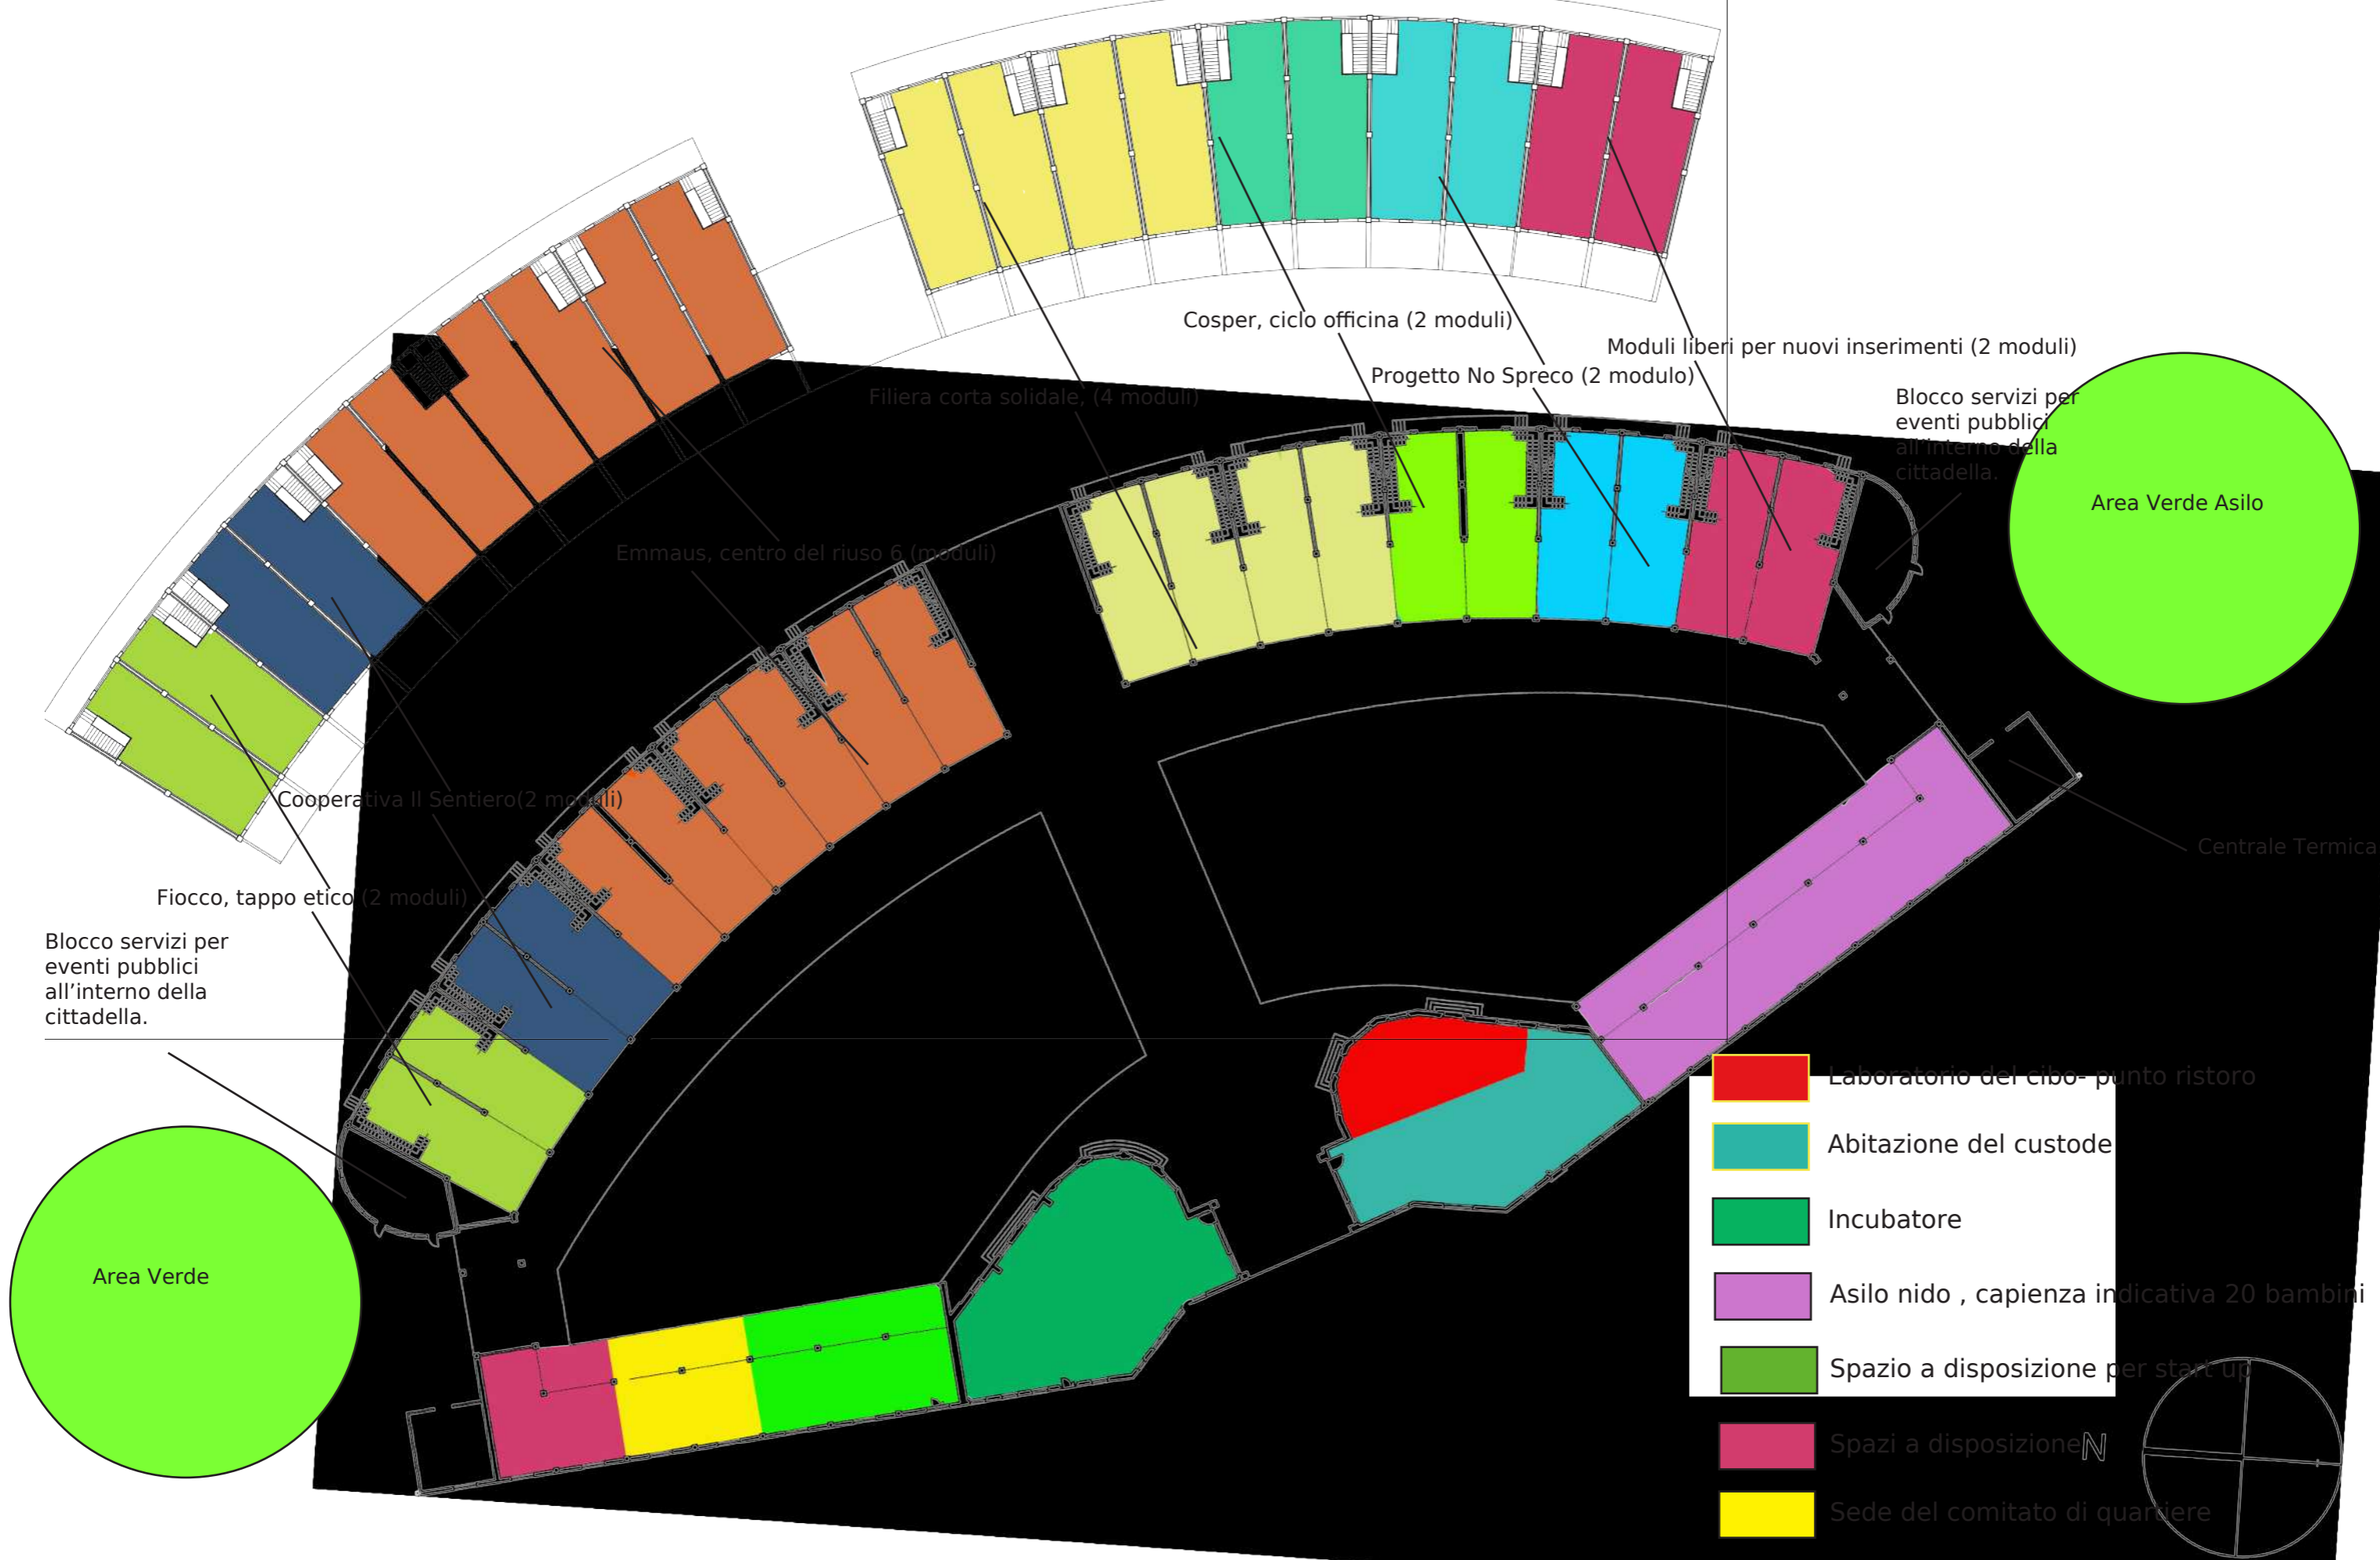 Cosper, ciclo officina (2 moduli)
Moduli liberi per nuovi inserimenti (2 moduli)
Progetto No Spreco (2 modulo)
Filiera corta solidale, (4 moduli)
Blocco servizi per
eventi pubblici
all'interno della
cittadella.
Area Verde Asilo
Emmaus, centro del riuso 6 (moduli)
Cooperativa Il Sentiero(2 moduli)
Centrale Termica
Fiocco, tappo etico (2 moduli)
Blocco servizi per
eventi pubblici
all'interno della
cittadella.
Area Verde
Laboratorio del cibo- punto ristoro
Abitazione del custode
Incubatore
Asilo nido , capienza indicativa 20 bambini
Spazio a disposizione per start up
Spazi a disposizione
N
Sede del comitato di quartiere